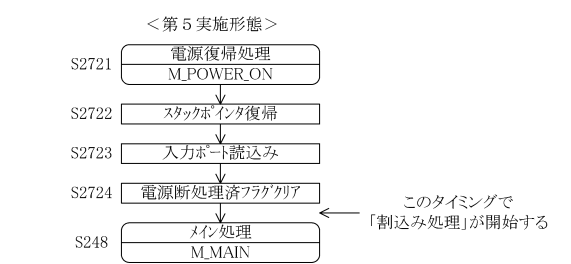 ＜第５実施形態＞
S2721
電源復帰処理
M_POWER_ON
S2722
ｽﾀｯｸﾎﾟｲﾝﾀ復帰
S2723
入力ﾎﾟｰﾄ読込み
S2724
電源断処理済ﾌﾗｸﾞｸﾘｱ
このタイミングで
「割込み処理」が開始する
S248
ﾒｲﾝ処理
M_MAIN